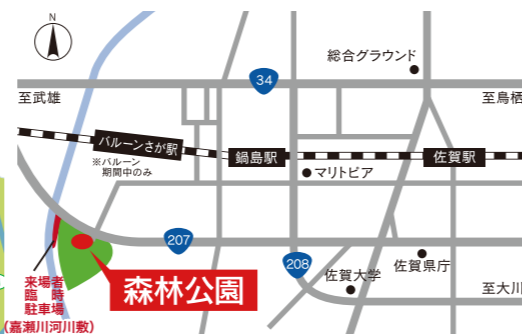 N
総合グラウンド
34
至武雄
至鳥栖
バルーンさが駅
※バルーン
期間中のみ
鍋島駅
佐賀駅
マリトピア
207
208
佐賀大学
佐賀県庁
至大川
森林公園
来場者
臨時
駐車場
(嘉瀬川河川敷)